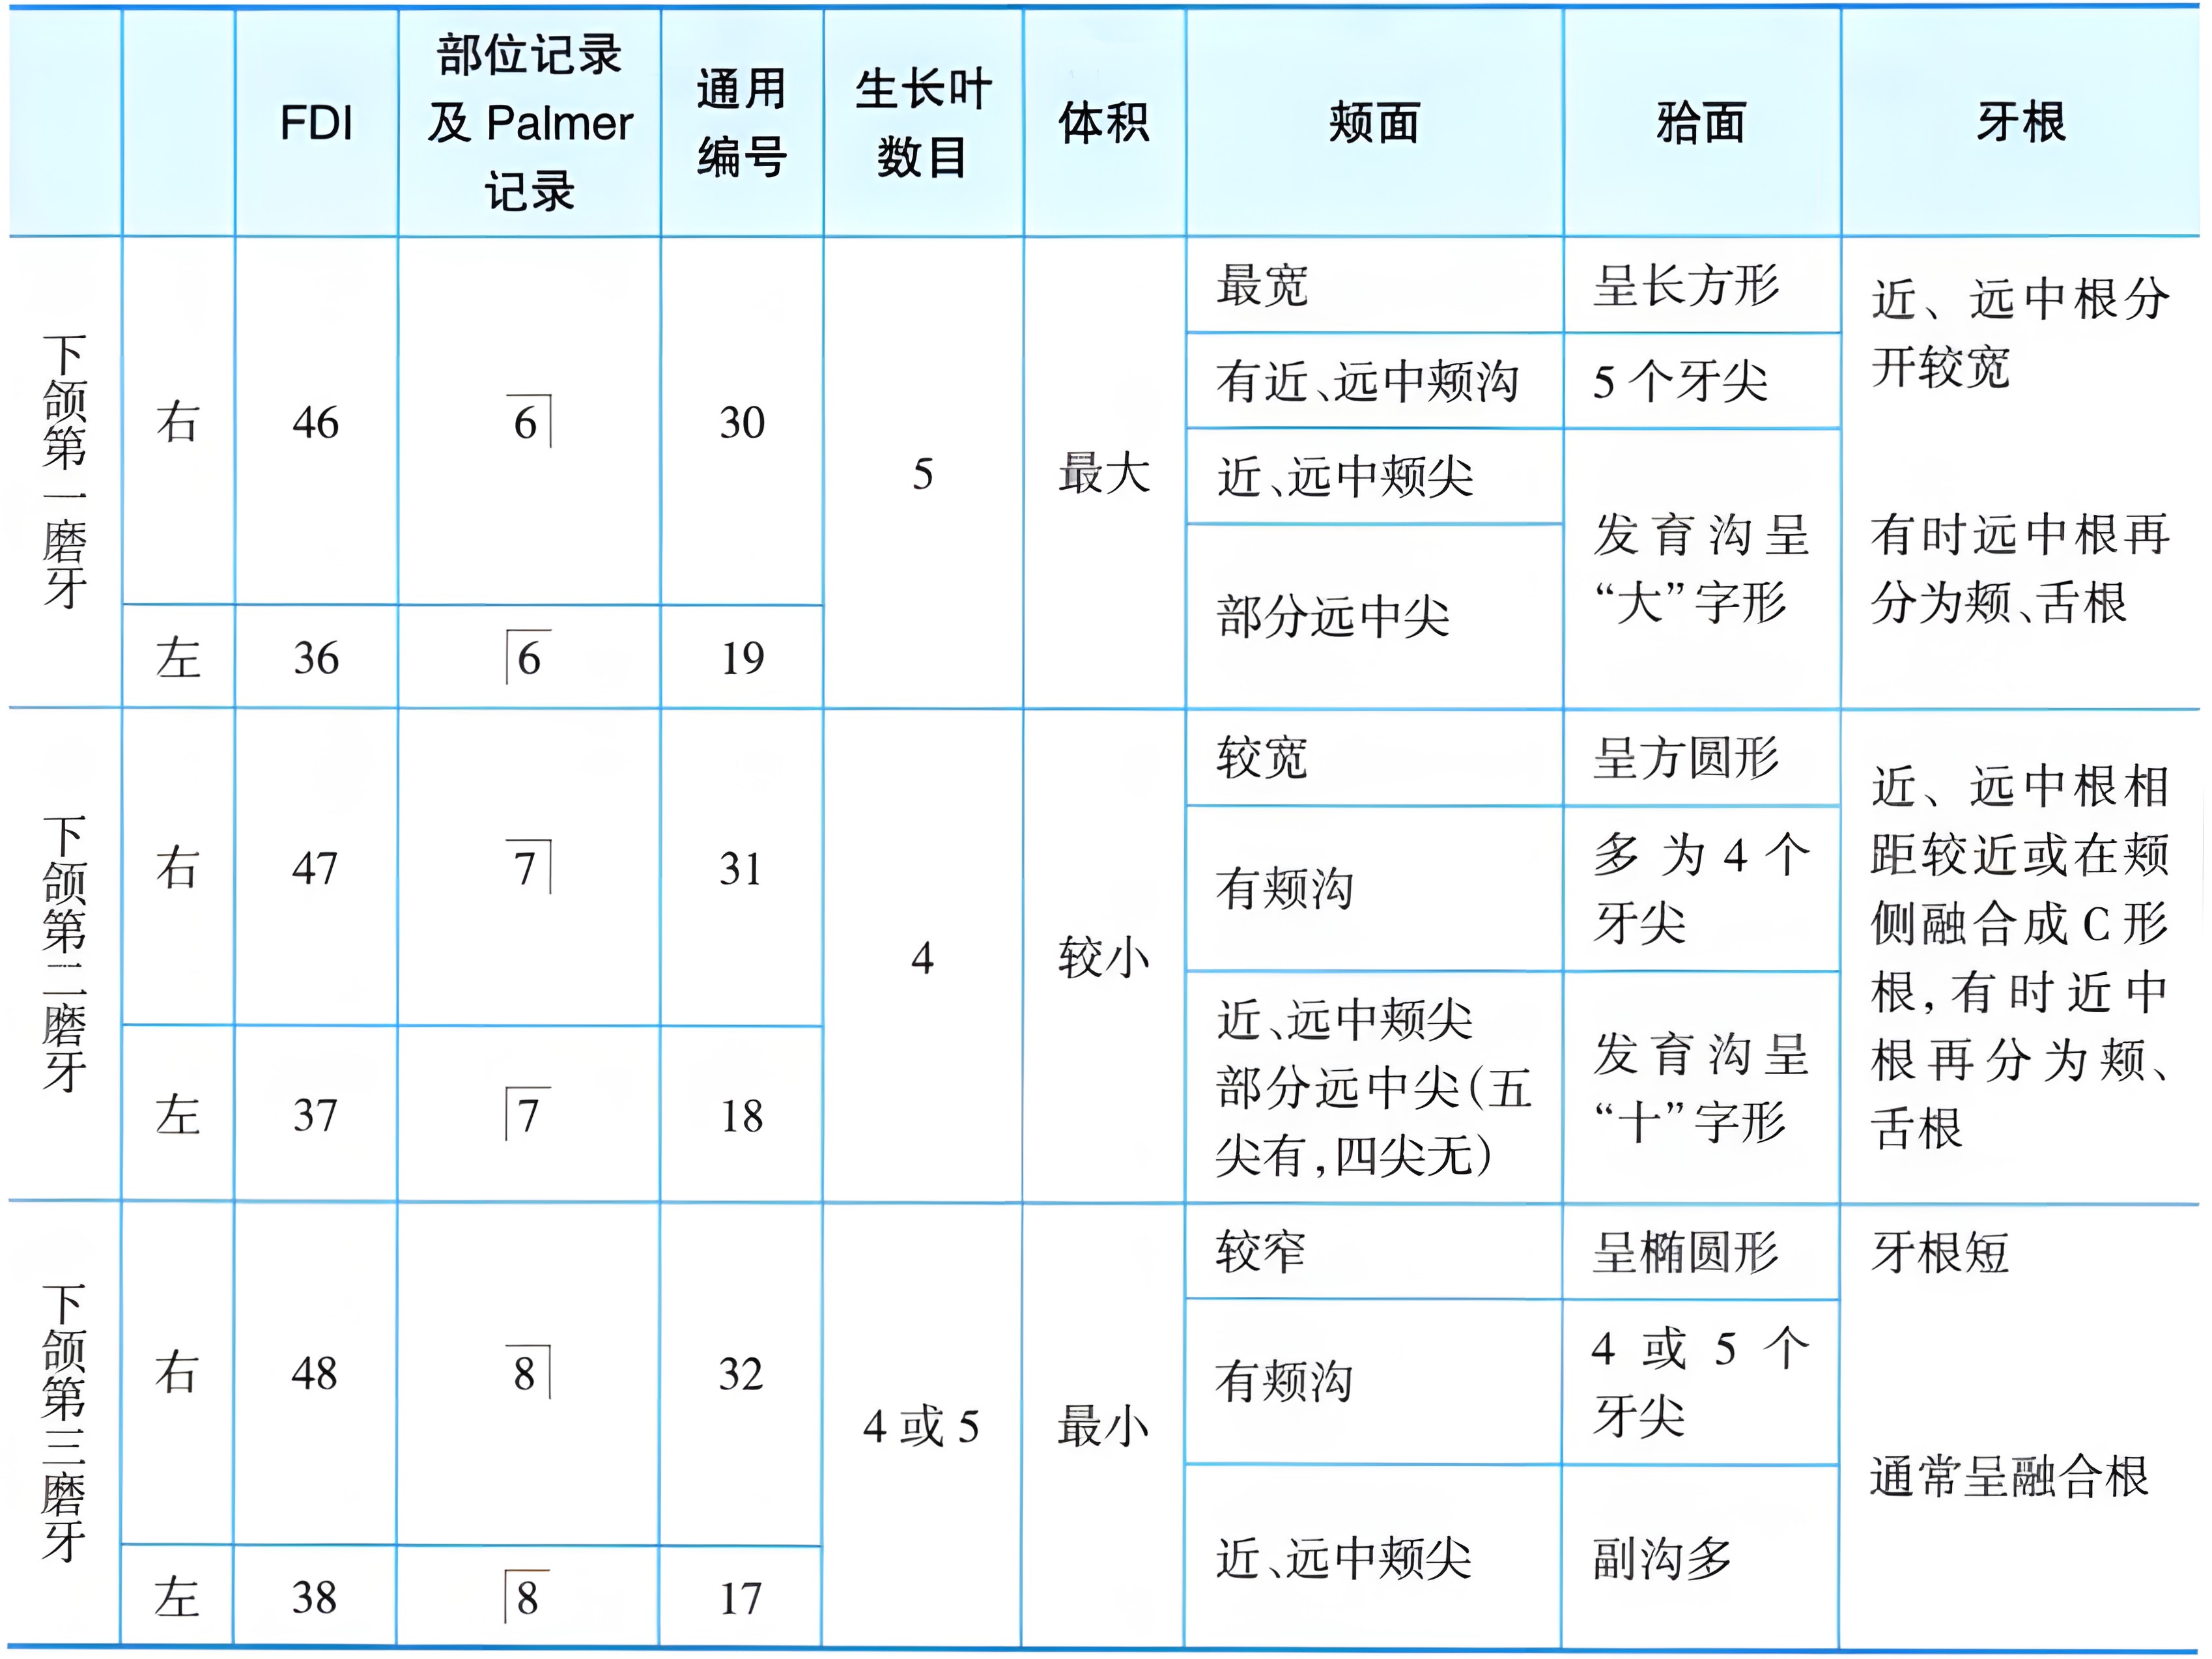 FDI
部位记录
及 Palmer
记录
通用
编号
生长叶
数目
体积
颊面
𬌗面
牙根
下颌第一磨牙
右
46
6
30
5
最大
最宽
有近、远中颊沟
近、远中颊尖
部分远中尖
呈长方形
5 个牙尖
发育沟呈
“大”字形
近、远中根分
开较宽
有时远中根再
分为颊、舌根
左
36
6
19
下颌第二磨牙
右
47
7
31
4
较小
较宽
有颊沟
近、远中颊尖
部分远中尖(五
尖有,四尖无)
呈方圆形
多为 4 个
牙尖
发育沟呈
“十”字形
近、远中根相
距较近或在颊
侧融合成 C 形
根,有时近中
根再分为颊、
舌根
左
37
7
18
下颌第三磨牙
右
48
8
32
4 或 5
最小
较窄
有颊沟
近、远中颊尖
呈椭圆形
4 或 5 个
牙尖
副沟多
牙根短
通常呈融合根
左
38
8
17